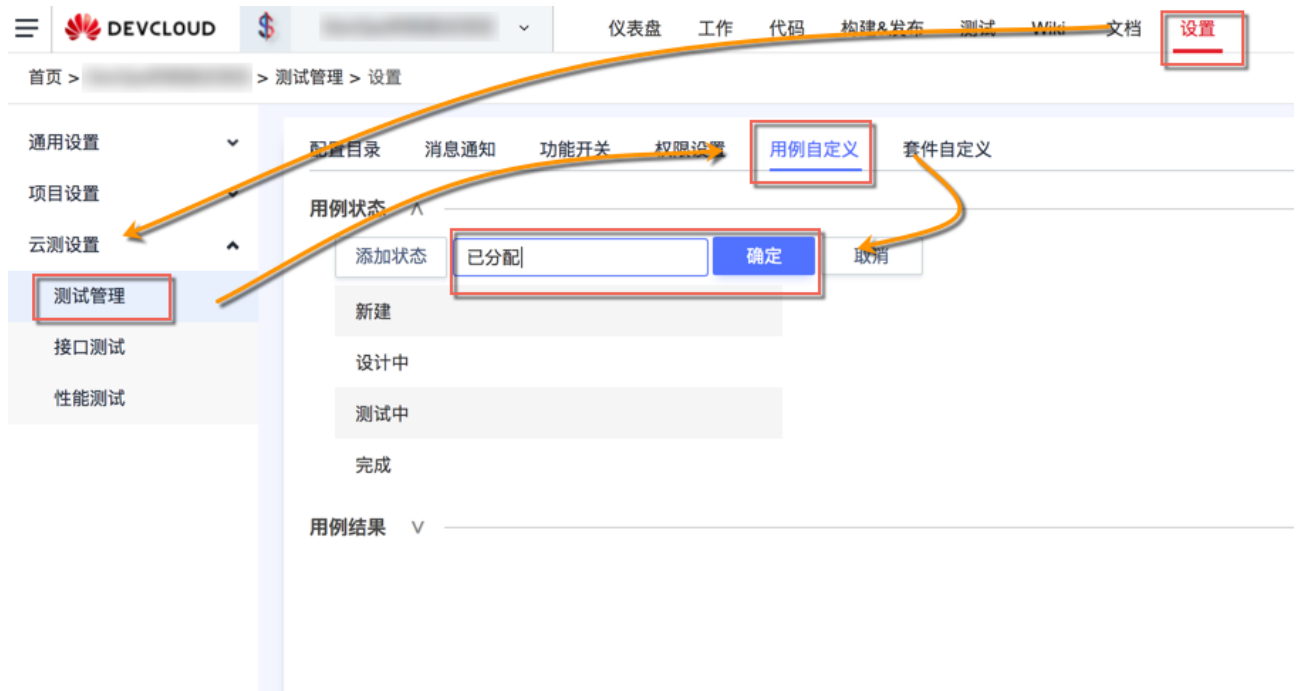 DEVCLOUD 仪表盘 工作 代码 构建&发布 测试 Wiki 文档 设置
首页 > > 测试管理 > 设置
通用设置
项目设置
云测设置
测试管理
接口测试
性能测试
配置目录 消息通知 功能开关 权限设置 用例自定义 套件自定义
用例状态
添加状态 已分配 确定 取消
新建
设计中
测试中
完成
用例结果